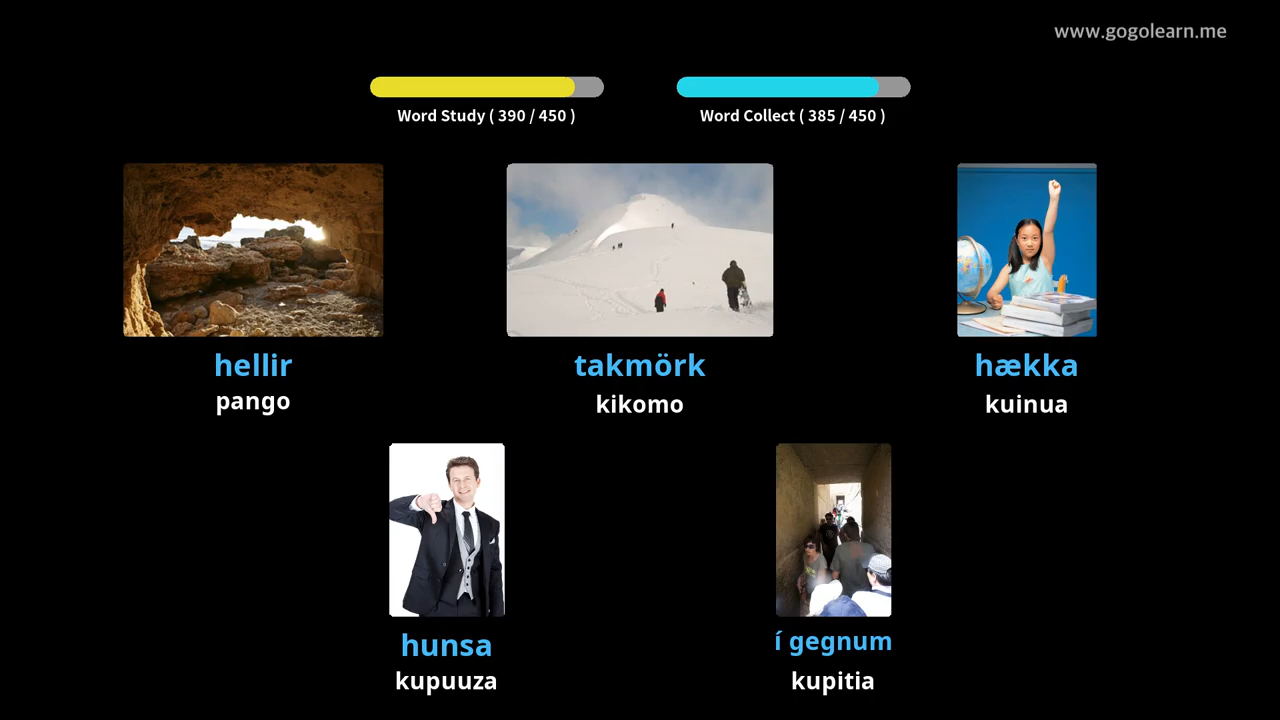 www.gogolearn.me
Word Study ( 390 / 450 )
Word Collect ( 385 / 450 )
hellir
pango
takmörk
kikomo
hækka
kuinua
hunsa
kupuuza
í gegnum
kupitia